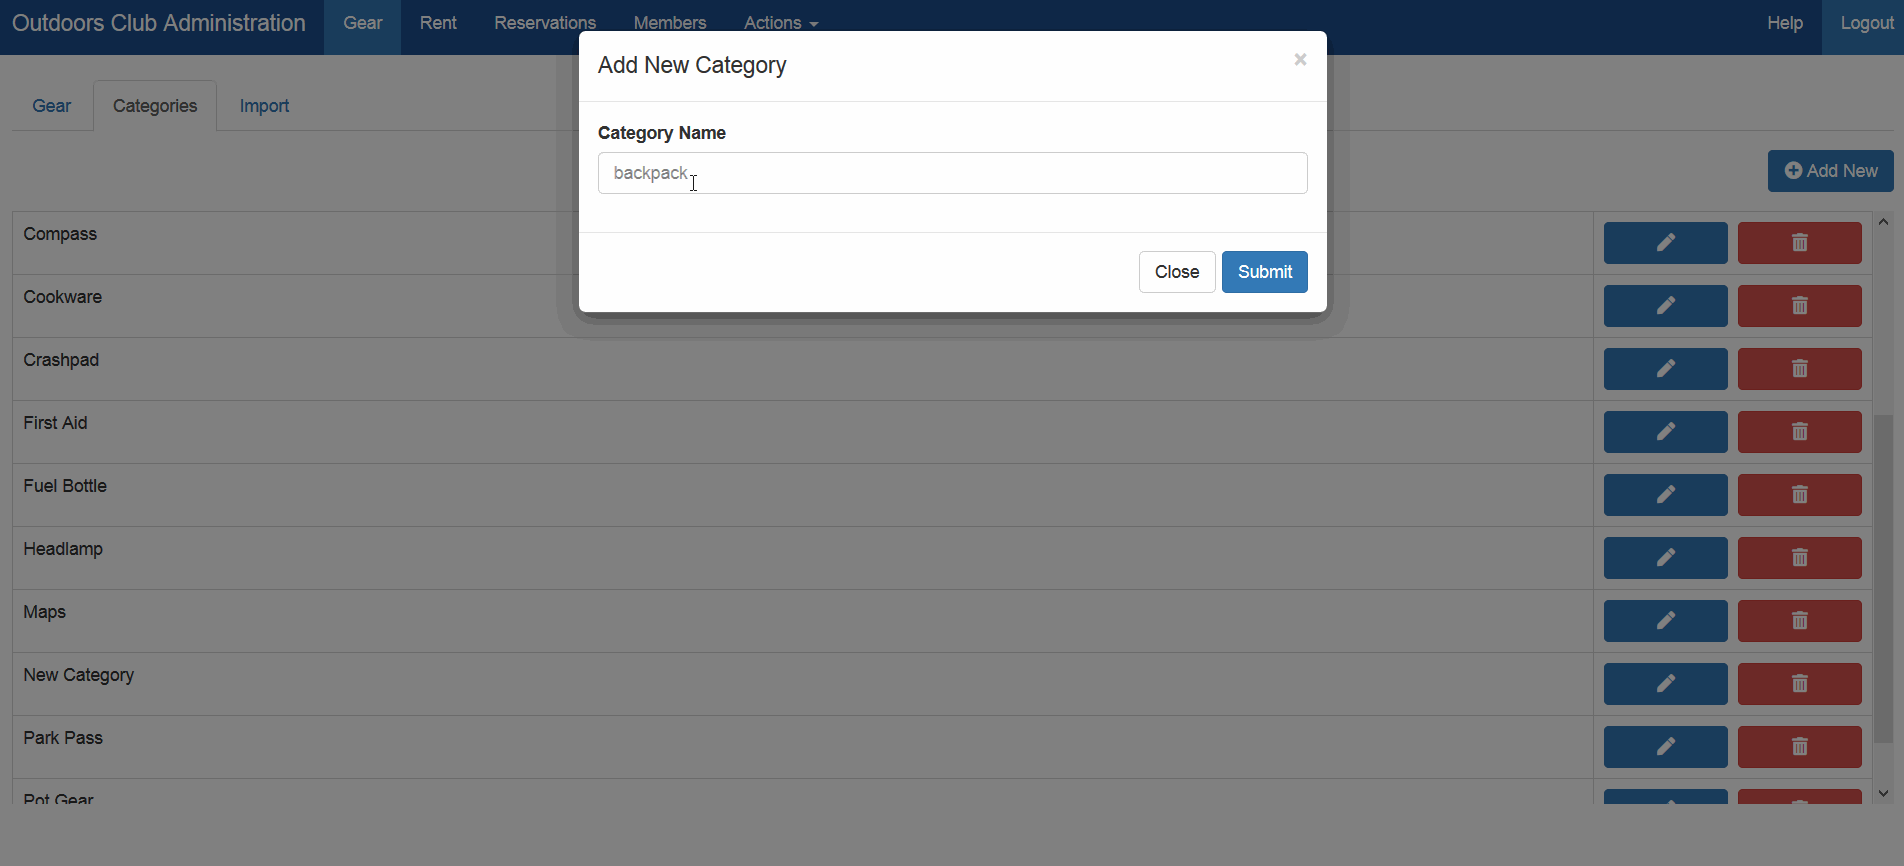 Outdoors Club Administration Gear Rent Reservations Members Actions Help Logout
Add New Category ×
Gear Categories Import
Category Name
backpack
Add New
Close Submit
Compass
Cookware
Crashpad
First Aid
Fuel Bottle
Headlamp
Maps
New Category
Park Pass
Pot Gear